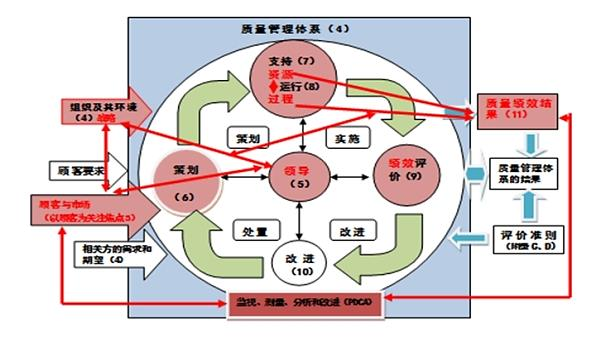 质量管理体系（4）
支持（7）
资源
运行(8)
过程
组织及其环境
（4）战略
质量绩效结
果（11）
策划
实施
顾客要求
策划
（6）
领导
（5）
绩效评
价（9）
质量管理体
系的结果
顾客与市场
（以顾客为关注焦点5）
处置
改进
评价准则
（附录 C、D）
相关方的需求和
期望（4）
改进
（10）
监视、测量、分析和改进（PDCA）